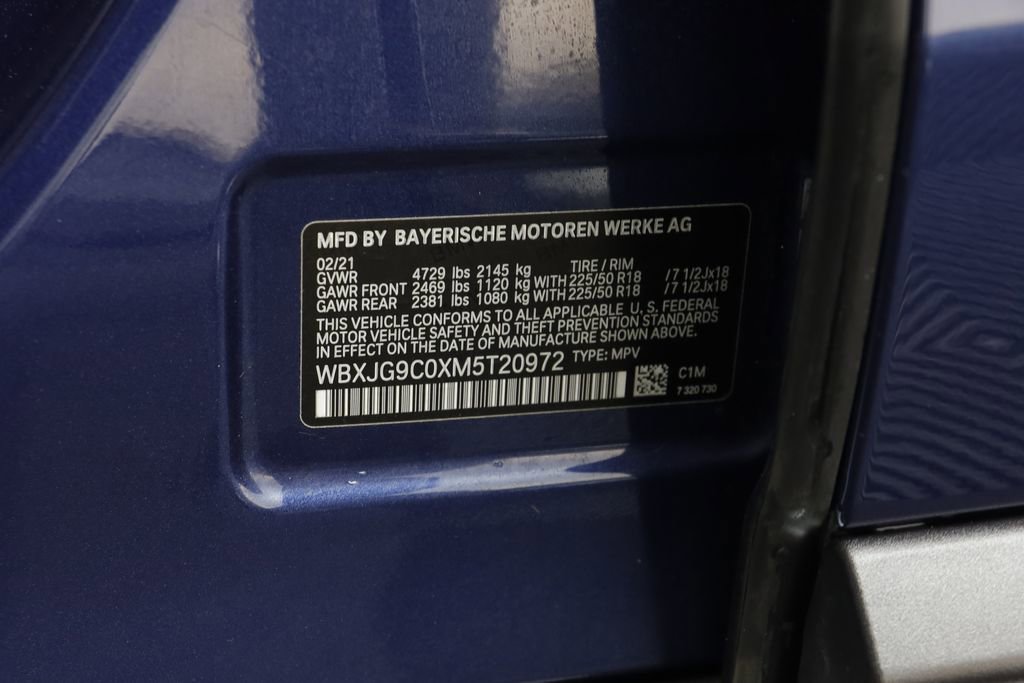 MFD BY BAYERISCHE MOTOREN WERKE AG
02/21 TIRE / RIM
GVWR 4729 lbs 2145 kg
GAWR FRONT 2469 lbs 1120 kg WITH 225/50 R18 / 7 1/2Jx18
GAWR REAR 2381 lbs 1080 kg WITH 225/50 R18 / 7 1/2Jx18
THIS VEHICLE CONFORMS TO ALL APPLICABLE U. S. FEDERAL
MOTOR VEHICLE SAFETY AND THEFT PREVENTION STANDARDS
IN EFFECT ON THE DATE OF MANUFACTURE SHOWN ABOVE.
WBXJG9C0XM5T20972 TYPE: MPV
C1M
7 320 730